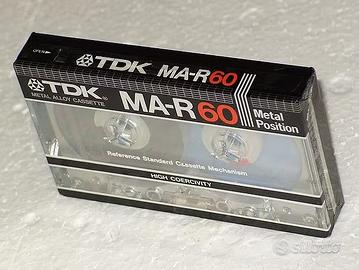 OPEN▶
TDK MA-R60
TDK®
METAL ALLOY CASSETTE
MA-R60
Metal
Position
Reference Standard Cassette Mechanism
HIGH COERCIVITY
subito